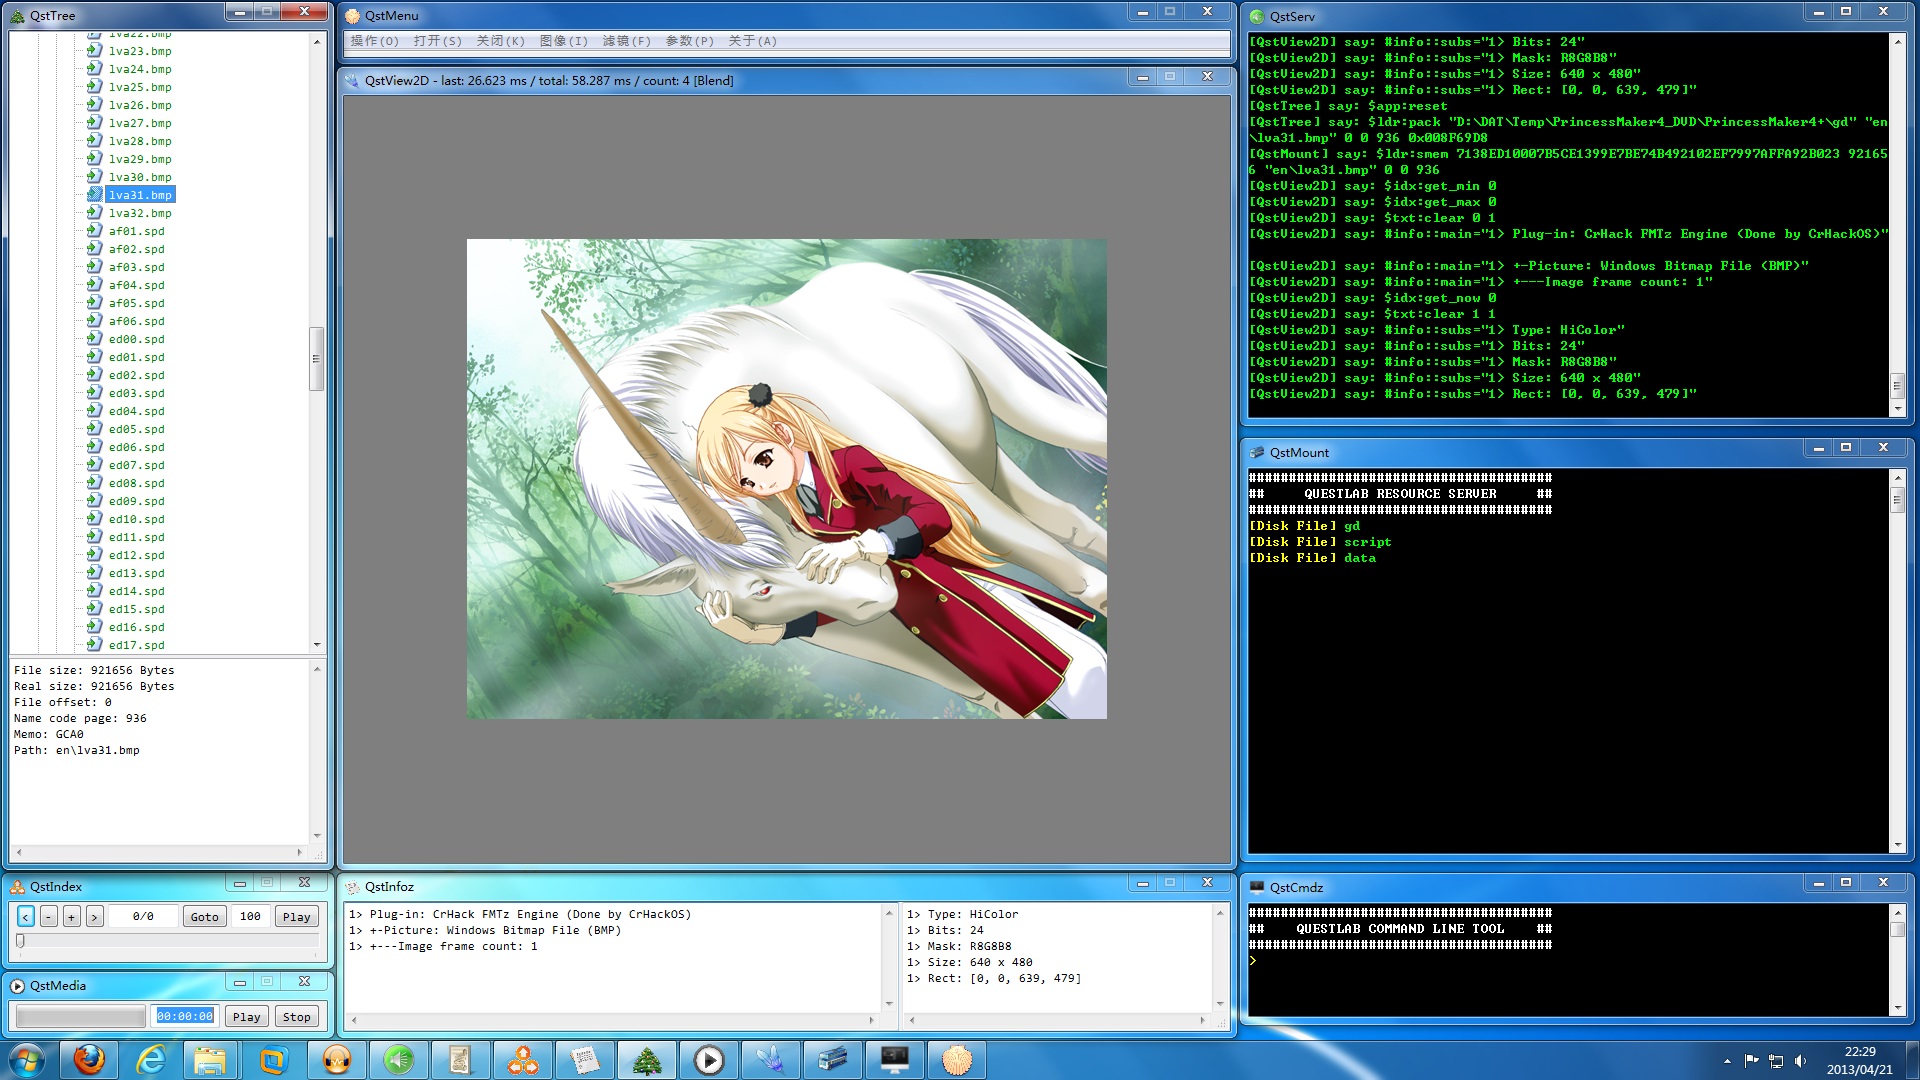 QstTree
lva22.bmp
lva23.bmp
lva24.bmp
lva25.bmp
lva26.bmp
lva27.bmp
lva28.bmp
lva29.bmp
lva30.bmp
lva31.bmp
lva32.bmp
af01.spd
af02.spd
af03.spd
af04.spd
af05.spd
af06.spd
ed00.spd
ed01.spd
ed02.spd
ed03.spd
ed04.spd
ed05.spd
ed06.spd
ed07.spd
ed08.spd
ed09.spd
ed10.spd
ed11.spd
ed12.spd
ed13.spd
ed14.spd
ed15.spd
ed16.spd
ed17.spd
File size: 921656 Bytes
Real size: 921656 Bytes
File offset: 0
Name code page: 936
Memo: GCA0
Path: en\lva31.bmp
QstIndex
< - + > 0/0 Goto 100 Play
QstMedia
00:00:00 Play Stop
QstMenu
操作(O) 打开(S) 关闭(K) 图像(I) 滤镜(F) 参数(P) 关于(A)
QstView2D - last: 26.623 ms / total: 58.287 ms / count: 4 [Blend]
QstInfoz
1> Plug-in: CrHack FMTz Engine (Done by CrHackOS)
1> +-Picture: Windows Bitmap File (BMP)
1> +---Image frame count: 1
1> Type: HiColor
1> Bits: 24
1> Mask: R8G8B8
1> Size: 640 x 480
1> Rect: [0, 0, 639, 479]
QstServ
[QstView2D] say: #info::subs="1> Bits: 24"
[QstView2D] say: #info::subs="1> Mask: R8G8B8"
[QstView2D] say: #info::subs="1> Size: 640 x 480"
[QstView2D] say: #info::subs="1> Rect: [0, 0, 639, 479]"
[QstTree] say: $app:reset
[QstTree] say: $ldr:pack "D:\DAT\Temp\PrincessMaker4_DVD\PrincessMaker4+\gd" "en
\lva31.bmp" 0 0 936 0x008F69D8
[QstMount] say: $ldr:smem 7138ED10007B5CE1399E7BE74B492102EF7997AFFA92B023 92165
6 "en\lva31.bmp" 0 0 936
[QstView2D] say: $idx:get_min 0
[QstView2D] say: $idx:get_max 0
[QstView2D] say: $txt:clear 0 1
[QstView2D] say: #info::main="1> Plug-in: CrHack FMTz Engine (Done by CrHackOS)"
[QstView2D] say: #info::main="1> +-Picture: Windows Bitmap File (BMP)"
[QstView2D] say: #info::main="1> +---Image frame count: 1"
[QstView2D] say: $idx:get_now 0
[QstView2D] say: $txt:clear 1 1
[QstView2D] say: #info::subs="1> Type: HiColor"
[QstView2D] say: #info::subs="1> Bits: 24"
[QstView2D] say: #info::subs="1> Mask: R8G8B8"
[QstView2D] say: #info::subs="1> Size: 640 x 480"
[QstView2D] say: #info::subs="1> Rect: [0, 0, 639, 479]"
QstMount
######################################
## QUESTLAB RESOURCE SERVER ##
######################################
[Disk File] gd
[Disk File] script
[Disk File] data
QstCmdz
######################################
## QUESTLAB COMMAND LINE TOOL ##
######################################
>
22:29
2013/04/21